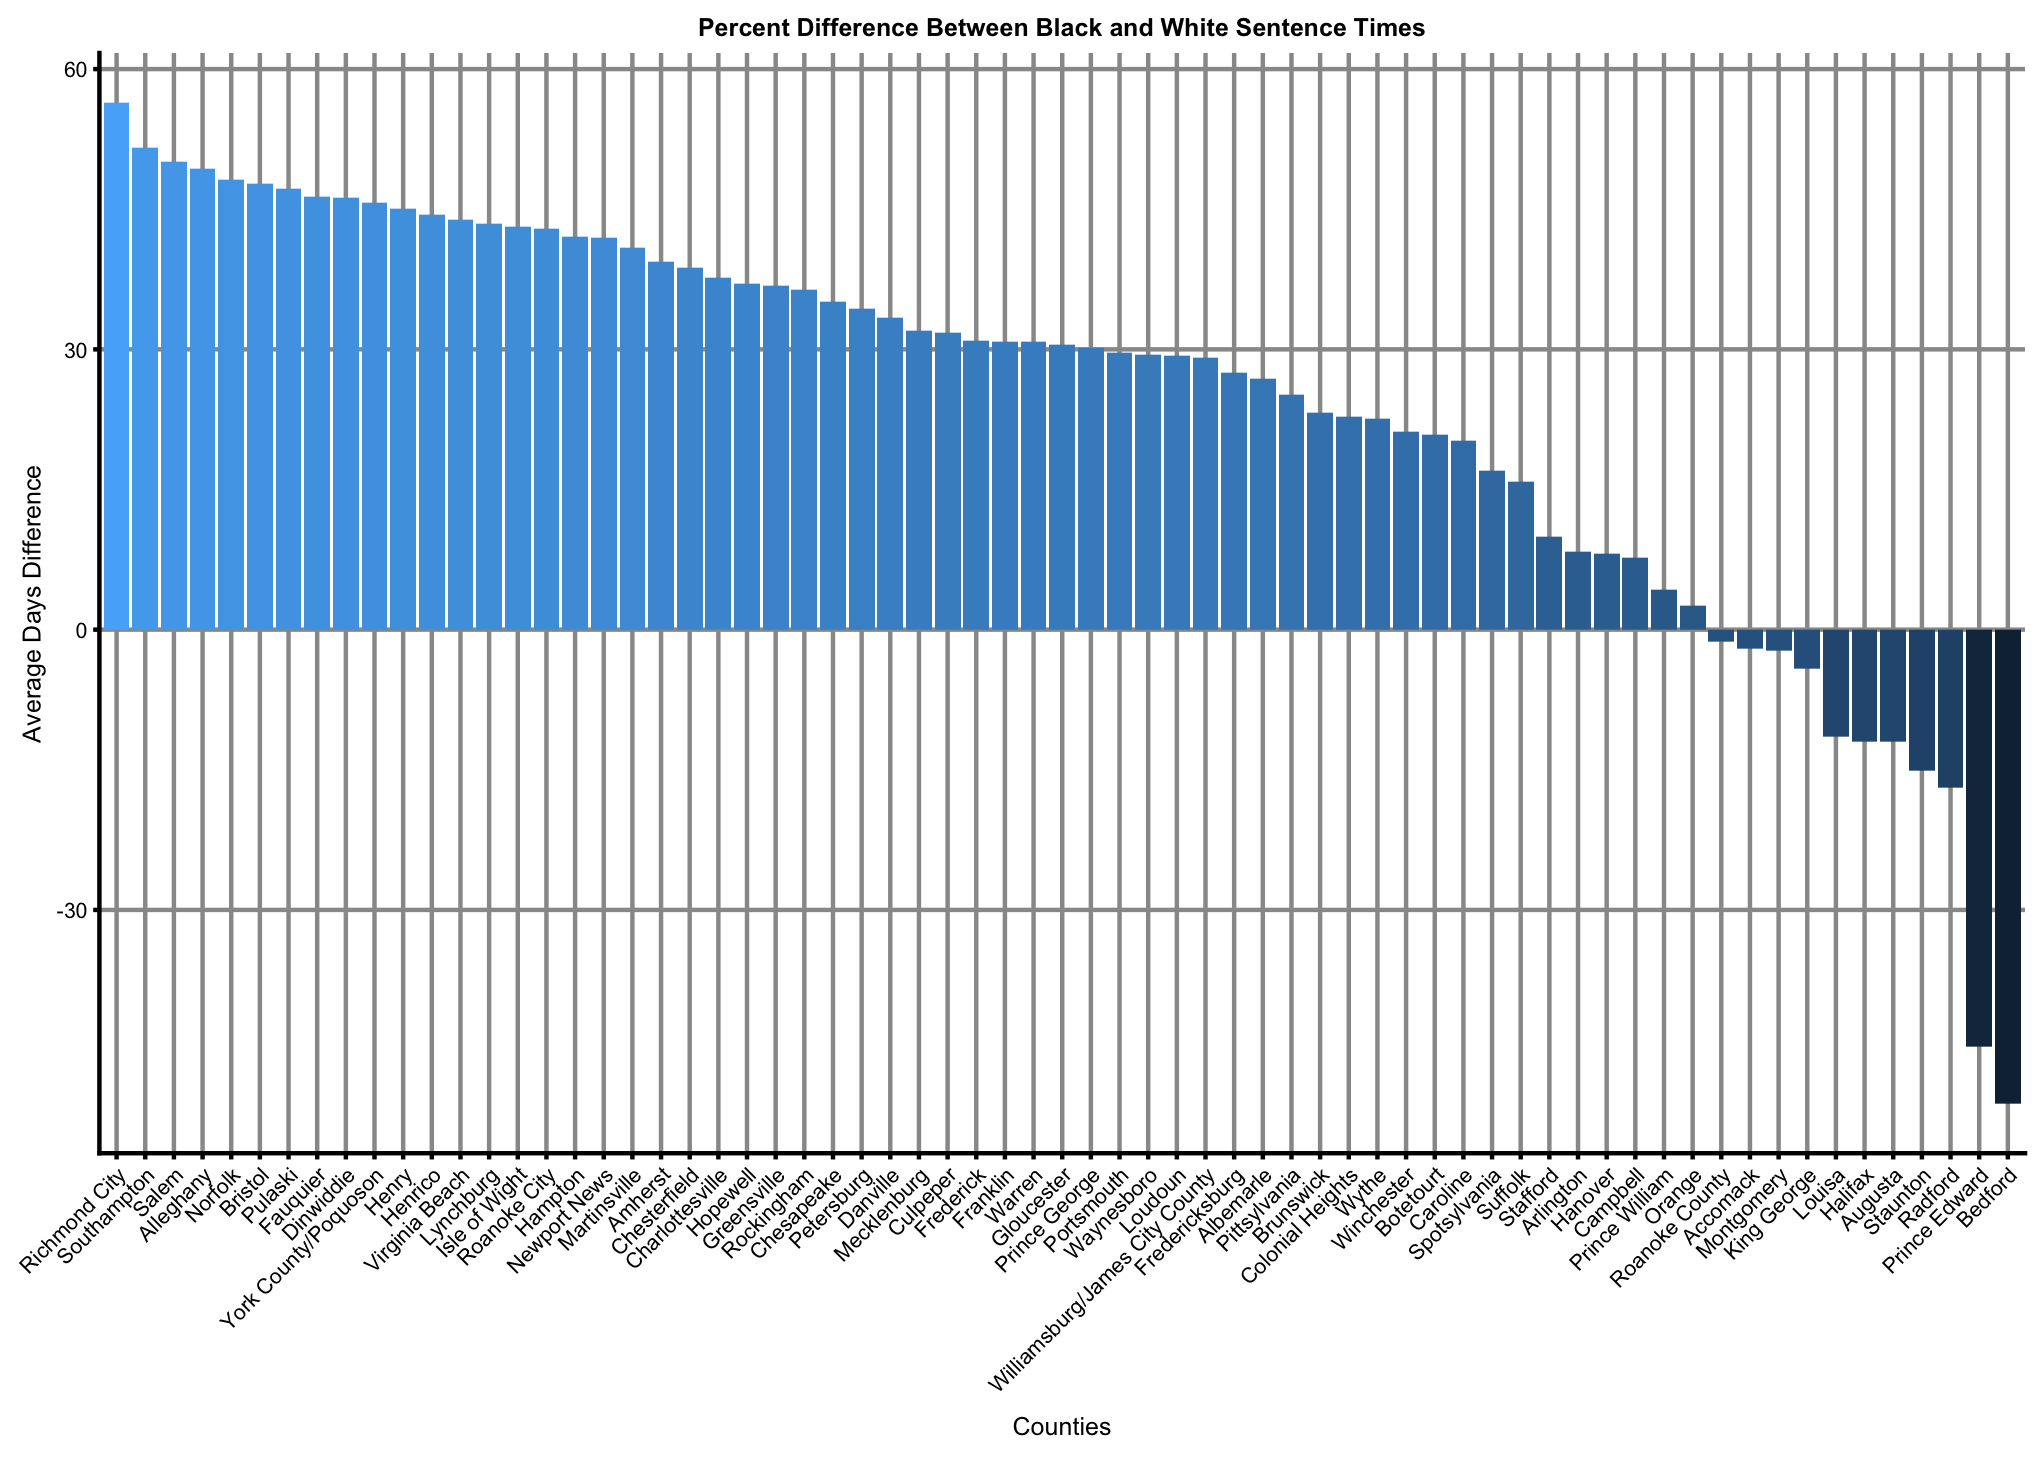 Percent Difference Between Black and White Sentence Times
60
30
0
-30
Average Days Difference
Richmond City
Southampton
Salem
Alleghany
Norfolk
Bristol
Pulaski
Fauquier
Dinwiddie
York County/Poquoson
Henry
Henrico
Virginia Beach
Lynchburg
Isle of Wight
Roanoke City
Hampton
Newport News
Martinsville
Amherst
Chesterfield
Charlottesville
Hopewell
Greensville
Rockingham
Chesapeake
Petersburg
Danville
Mecklenburg
Culpeper
Frederick
Franklin
Warren
Gloucester
Prince George
Portsmouth
Waynesboro
Loudoun
Williamsburg/James City County
Fredericksburg
Albemarle
Pittsylvania
Brunswick
Colonial Heights
Wythe
Winchester
Botetourt
Caroline
Spotsylvania
Suffolk
Stafford
Arlington
Hanover
Campbell
Prince William
Orange
Roanoke County
Accomack
Montgomery
King George
Louisa
Halifax
Augusta
Staunton
Radford
Prince Edward
Bedford
Counties